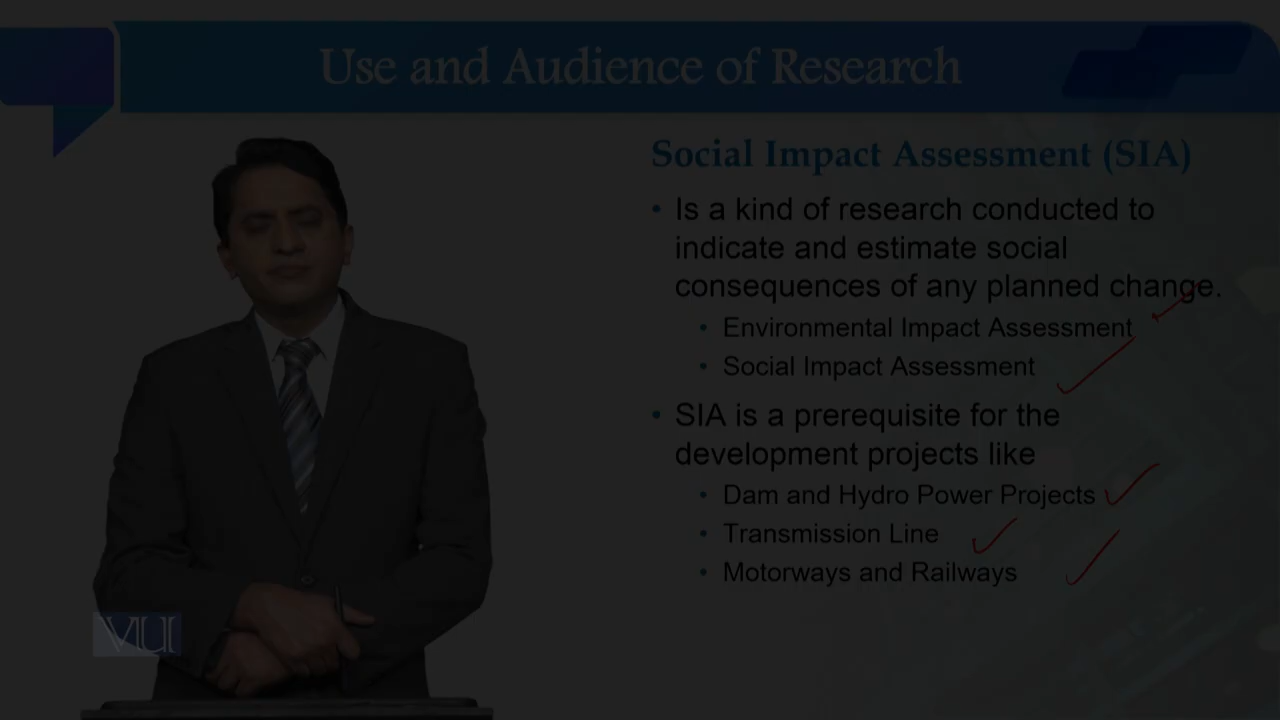 Use and Audience of Research
Social Impact Assessment (SIA)
• Is a kind of research conducted to
indicate and estimate social
consequences of any planned change.
• Environmental Impact Assessment
• Social Impact Assessment
• SIA is a prerequisite for the
development projects like
• Dam and Hydro Power Projects
• Transmission Line
• Motorways and Railways
VU